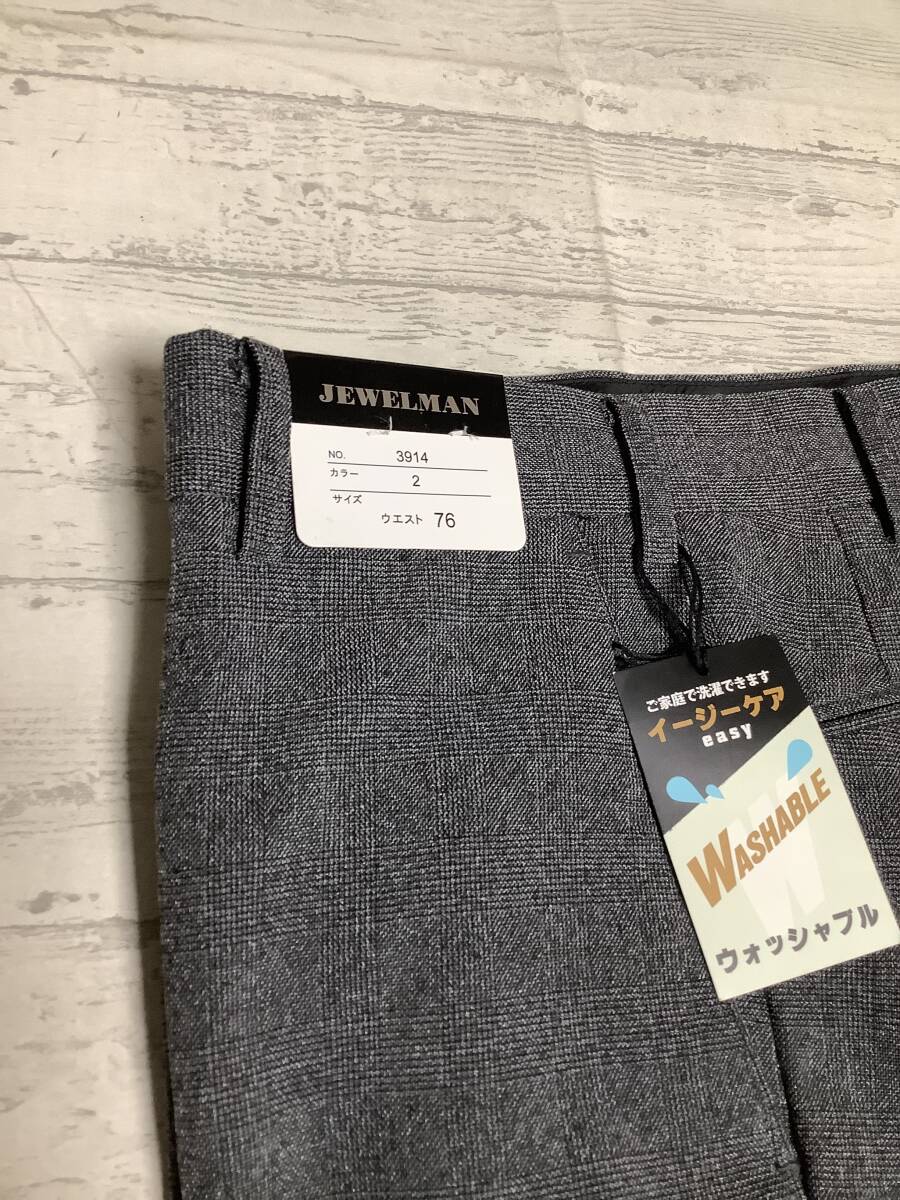 JEWELMAN
NO. 3914
カラー 2
サイズ
ウエスト 76
ご家庭で洗濯できます
イージーケア
easy
W
WASHABLE
ウォッシャブル